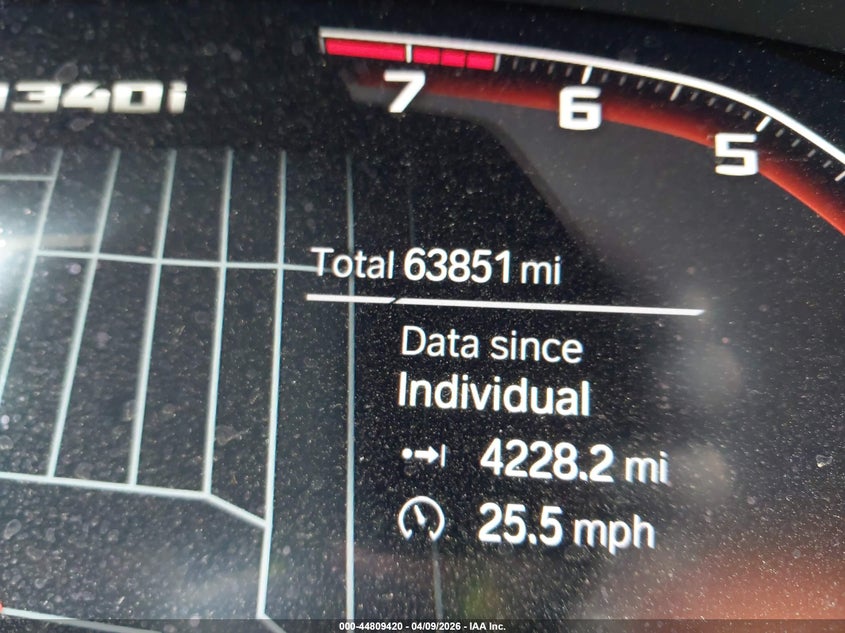 M340i
7
6
5
Total 63851 mi
Data since
Individual
4228.2 mi
25.5 mph
000-44809420 - 04/09/2026 - IAA Inc.